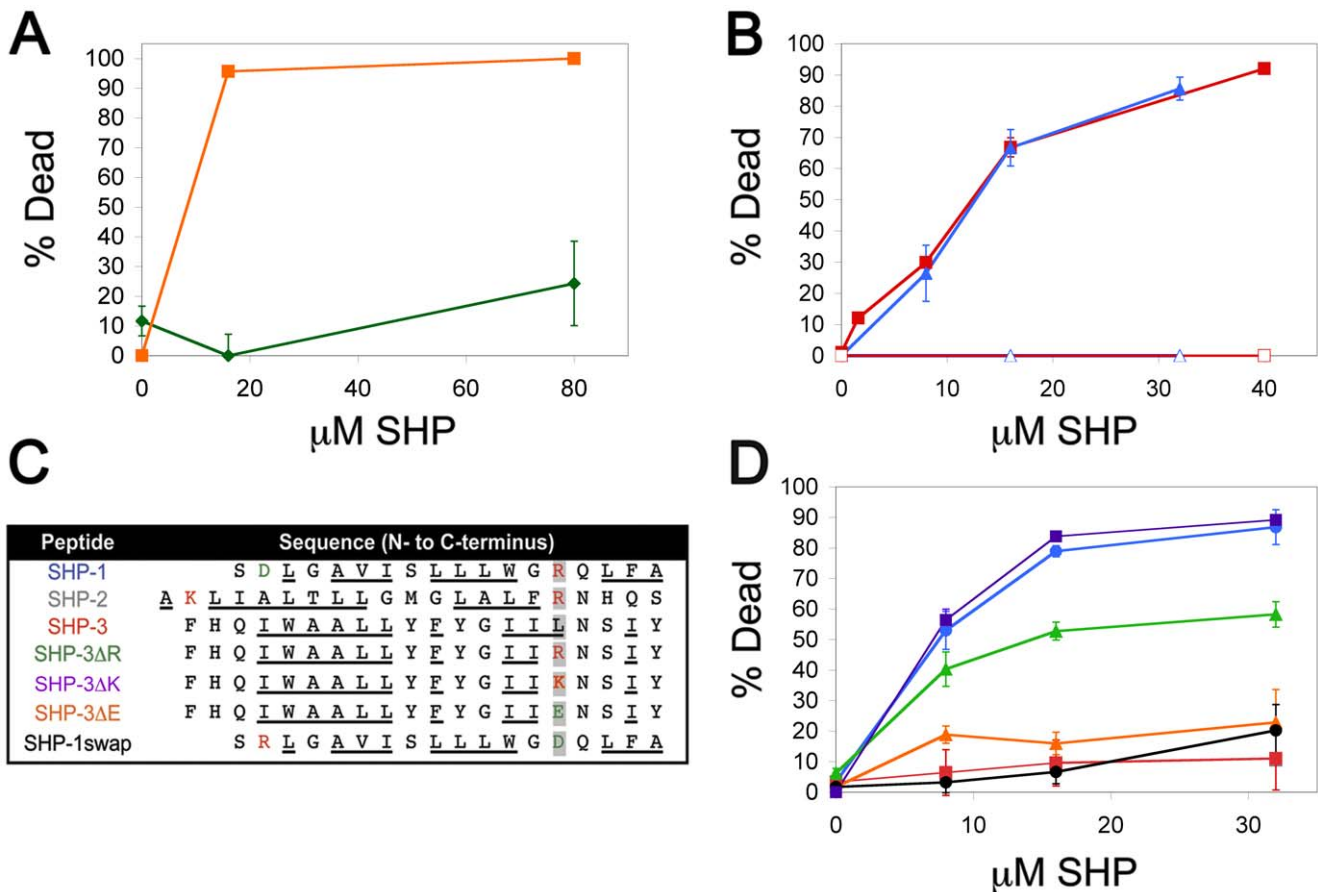 A
100
90
80
70
60
50
40
30
20
10
0
% Dead
0 20 40 60 80
μM SHP
B
100
90
80
70
60
50
40
30
20
10
0
% Dead
0 10 20 30 40
μM SHP
C
Peptide Sequence (N- to C-terminus)
SHP-1 S D L G A V I S L L L W G R Q L F A
SHP-2 A K L I A L T L L G M G L A L F R N H Q S
SHP-3 F H Q I W A A L L Y F Y G I I L N S I Y
SHP-3ΔR F H Q I W A A L L Y F Y G I I R N S I Y
SHP-3ΔK F H Q I W A A L L Y F Y G I I K N S I Y
SHP-3ΔE F H Q I W A A L L Y F Y G I I E N S I Y
SHP-1swap S R L G A V I S L L L W G D Q L F A
D
100
90
80
70
60
50
40
30
20
10
0
% Dead
0 10 20 30
μM SHP